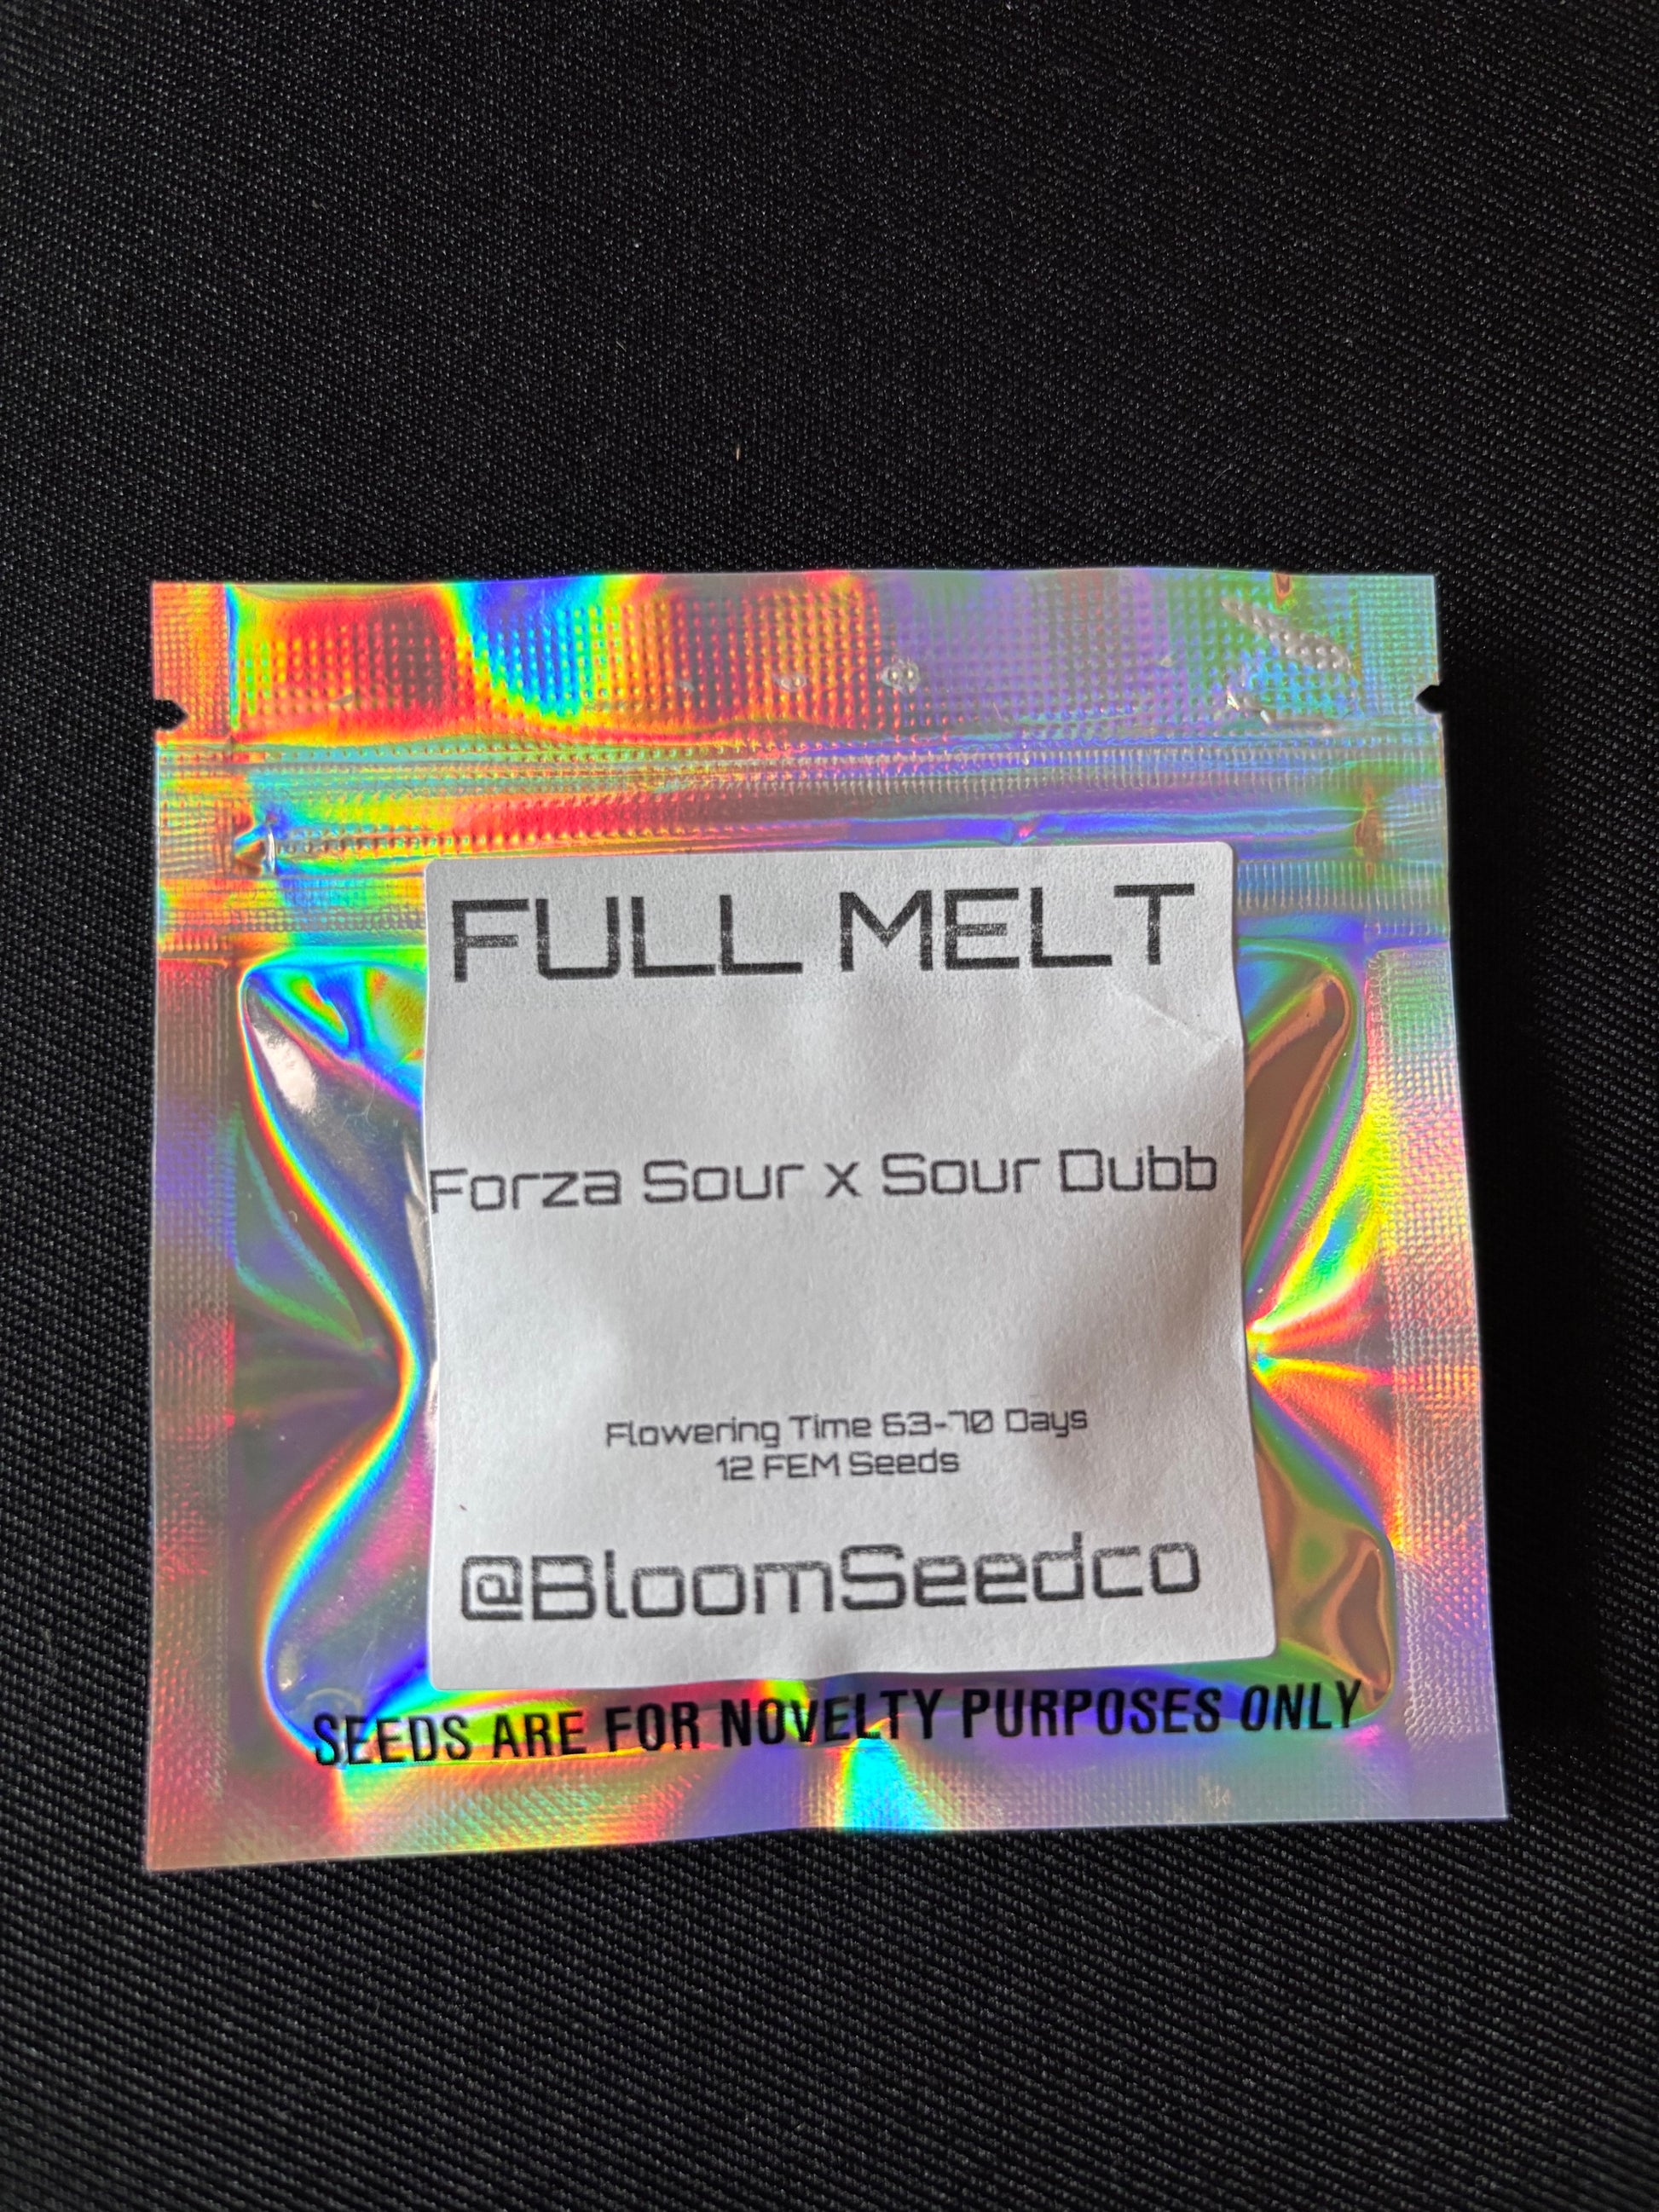 FULL MELT
Forza Sour x Sour Dubb
Flowering Time 63-70 Days
12 FEM Seeds
@BloomSeedco
SEEDS ARE FOR NOVELTY PURPOSES ONLY